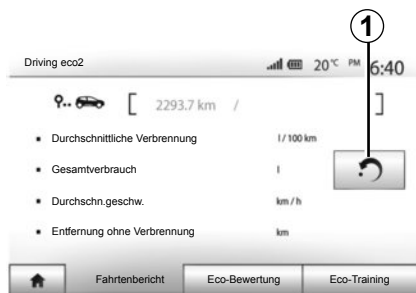 1
Driving eco2 20°C PM 6:40
[ 2293.7 km / ]
▪ Durchschnittliche Verbrennung l/100 km
▪ Gesamtverbrauch l
▪ Durchschn.geschw. km/h
▪ Entfernung ohne Verbrennung km
Fahrtenbericht Eco-Bewertung Eco-Training